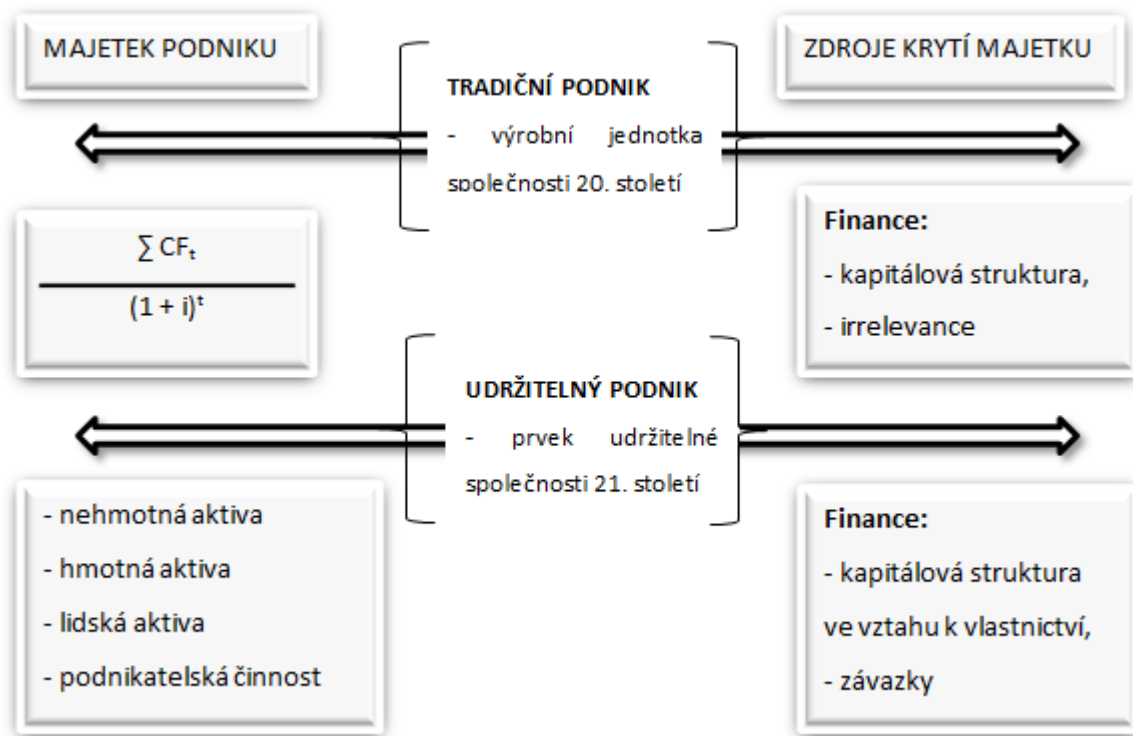 MAJETEK PODNIKU
ZDROJE KRYTÍ MAJETKU
TRADIČNÍ PODNIK
- výrobní jednotka
společnosti 20. století
∑ CFₜ
(1 + i)ᵗ
Finance:
- kapitálová struktura,
- irrelevance
UDRŽITELNÝ PODNIK
- prvek udržitelné
společnosti 21. století
- nehmotná aktiva
- hmotná aktiva
- lidská aktiva
- podnikatelská činnost
Finance:
- kapitálová struktura
ve vztahu k vlastnictví,
- závazky